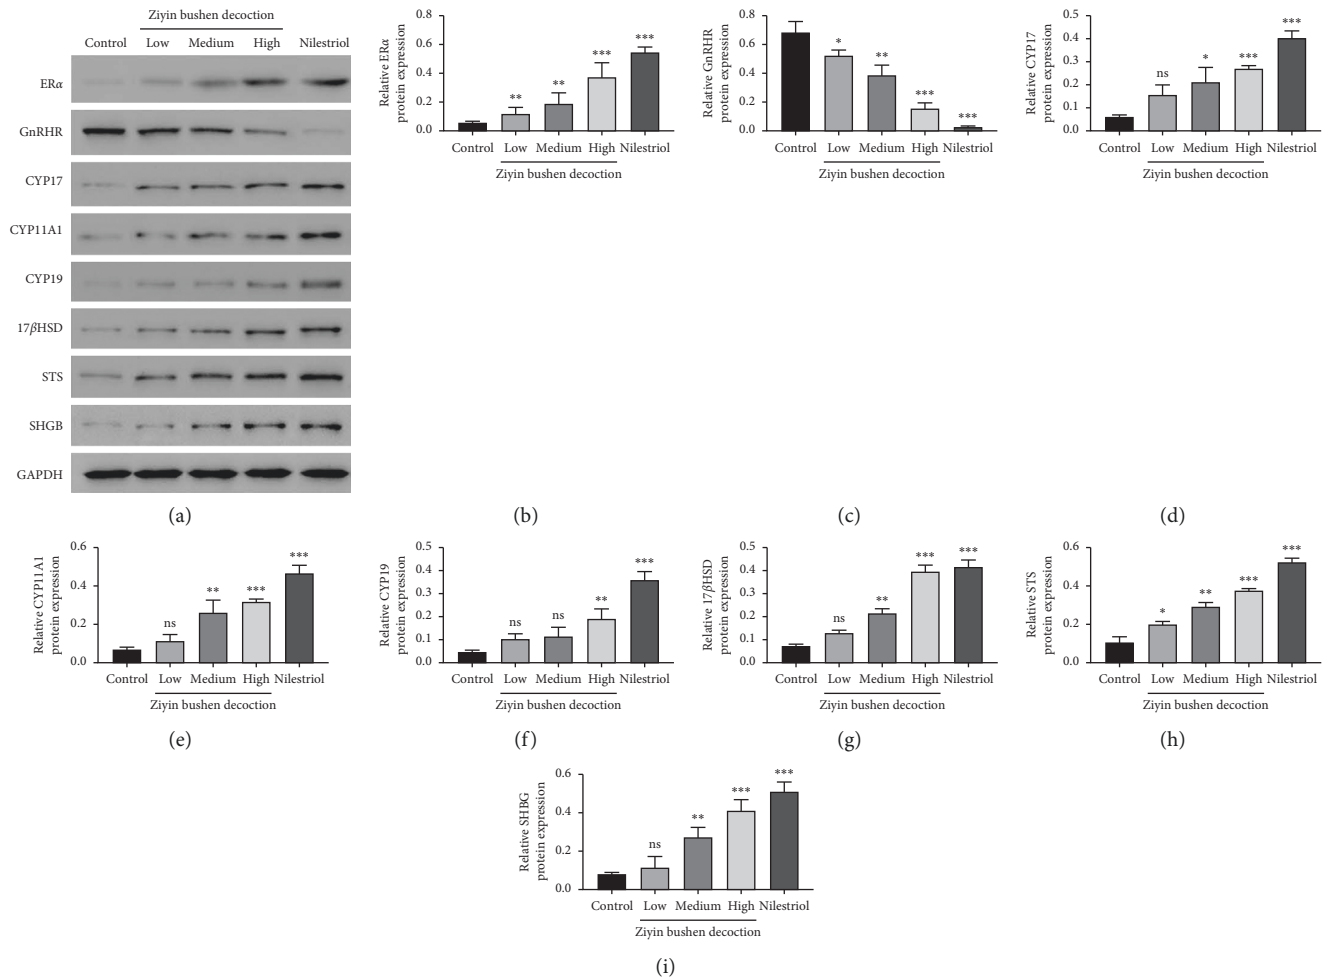 Ziyin bushen decoction
Control Low Medium High Nilestriol
ERα
GnRHR
CYP17
CYP11A1
CYP19
17βHSD
STS
SHGB
GAPDH
(a)
Relative ERα
protein expression
0.8
0.6
0.4
0.2
0.0
** ** *** ***
Control Low Medium High Nilestriol
Ziyin bushen decoction
(b)
Relative GnRHR
protein expression
0.8
0.6
0.4
0.2
0.0
* ** *** ***
Control Low Medium High Nilestriol
Ziyin bushen decoction
(c)
Relative CYP17
protein expression
0.5
0.4
0.3
0.2
0.1
0.0
ns * *** ***
Control Low Medium High Nilestriol
Ziyin bushen decoction
(d)
Relative CYP11A1
protein expression
0.6
0.4
0.2
0.0
ns ** *** ***
Control Low Medium High Nilestriol
Ziyin bushen decoction
(e)
Relative CYP19
protein expression
0.5
0.4
0.3
0.2
0.1
0.0
ns ns ** ***
Control Low Medium High Nilestriol
Ziyin bushen decoction
(f)
Relative 17βHSD
protein expression
0.5
0.4
0.3
0.2
0.1
0.0
ns ** *** ***
Control Low Medium High Nilestriol
Ziyin bushen decoction
(g)
Relative STS
protein expression
0.6
0.4
0.2
0.0
* ** *** ***
Control Low Medium High Nilestriol
Ziyin bushen decoction
(h)
Relative SHBG
protein expression
0.6
0.4
0.2
0.0
ns ** *** ***
Control Low Medium High Nilestriol
Ziyin bushen decoction
(i)